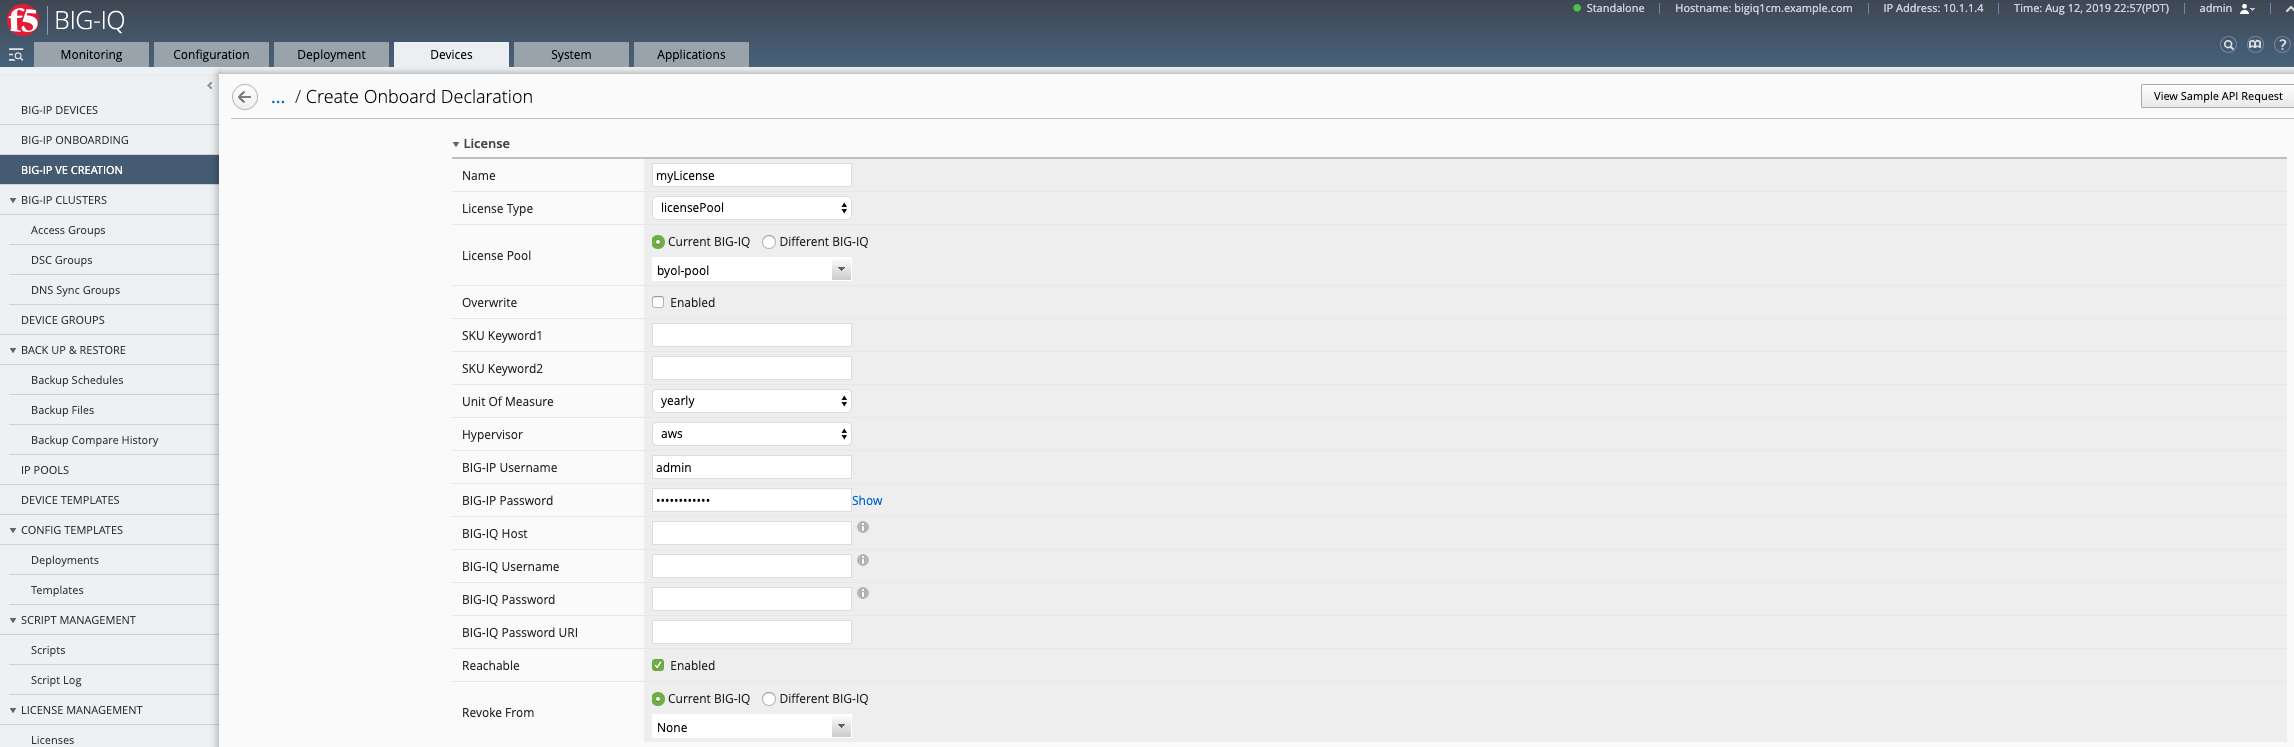 f5 BIG-IQ
Standalone Hostname: bigiq1cm.example.com IP Address: 10.1.1.4 Time: Aug 12, 2019 22:57(PDT) admin
Monitoring Configuration Deployment Devices System Applications
?
BIG-IP DEVICES
BIG-IP ONBOARDING
BIG-IP VE CREATION
BIG-IP CLUSTERS
Access Groups
DSC Groups
DNS Sync Groups
DEVICE GROUPS
BACK UP & RESTORE
Backup Schedules
Backup Files
Backup Compare History
IP POOLS
DEVICE TEMPLATES
CONFIG TEMPLATES
Deployments
Templates
SCRIPT MANAGEMENT
Scripts
Script Log
LICENSE MANAGEMENT
Licenses
... / Create Onboard Declaration
View Sample API Request
License
Name myLicense
License Type licensePool
License Pool Current BIG-IQ Different BIG-IQ
byol-pool
Overwrite Enabled
SKU Keyword1
SKU Keyword2
Unit Of Measure yearly
Hypervisor aws
BIG-IP Username admin
BIG-IP Password •••••••••••• Show
BIG-IQ Host
BIG-IQ Username
BIG-IQ Password
BIG-IQ Password URI
Reachable Enabled
Revoke From Current BIG-IQ Different BIG-IQ
None